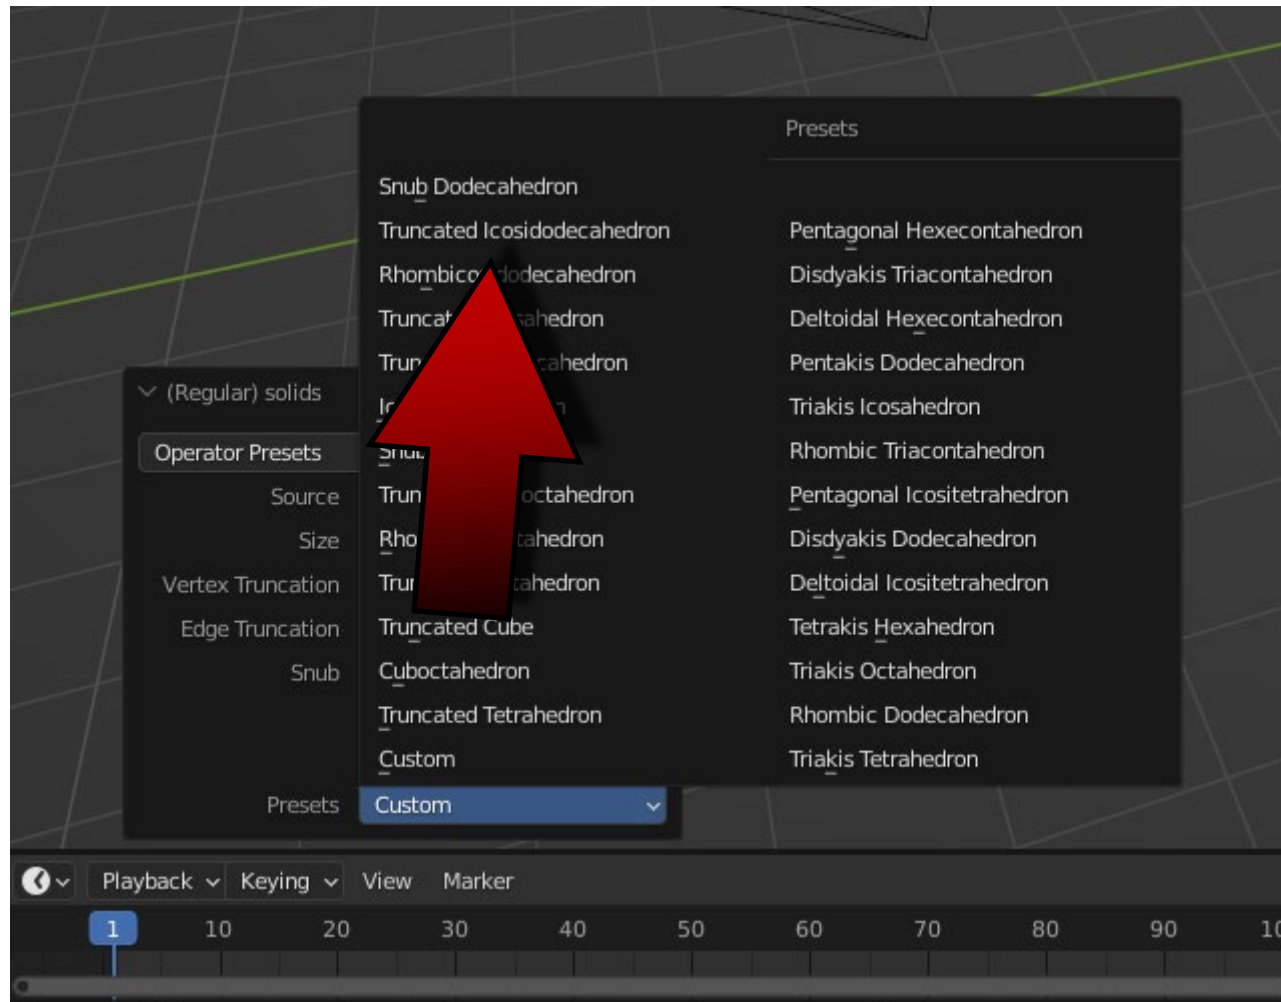 Presets
Snub Dodecahedron
Truncated Icosidodecahedron
Pentagonal Hexecontahedron
Disdyakis Triacontahedron
Deltoidal Hexecontahedron
Pentakis Dodecahedron
(Regular) solids
Triakis Icosahedron
Operator Presets
Rhombic Triacontahedron
Source
Pentagonal Icositetrahedron
Size
Disdyakis Dodecahedron
Vertex Truncation
Deltoidal Icositetrahedron
Edge Truncation
Truncated Cube
Tetrakis Hexahedron
Snub
Cuboctahedron
Triakis Octahedron
Truncated Tetrahedron
Rhombic Dodecahedron
Custom
Triakis Tetrahedron
Presets
Custom
Playback Keying View Marker
1 10 20 30 40 50 60 70 80 90